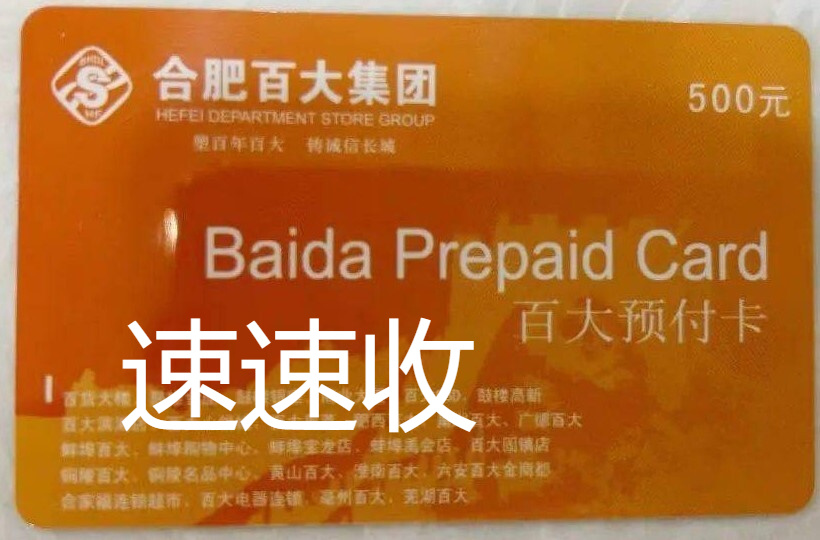 合肥百大集团
HEFEI DEPARTMENT STORE GROUP
塑百年百大 铸诚信长城
500元
Baida Prepaid Card
百大预付卡
速速收
百货大楼、鼓楼高新
百大、广德百大
蚌埠百大、蚌埠购物中心、蚌埠宝龙店、蚌埠禹会店、百大固镇店
铜陵百大、铜陵名品中心、黄山百大、淮南百大、六安百大金商都
合家福连锁超市、百大电器连锁、亳州百大、芜湖百大